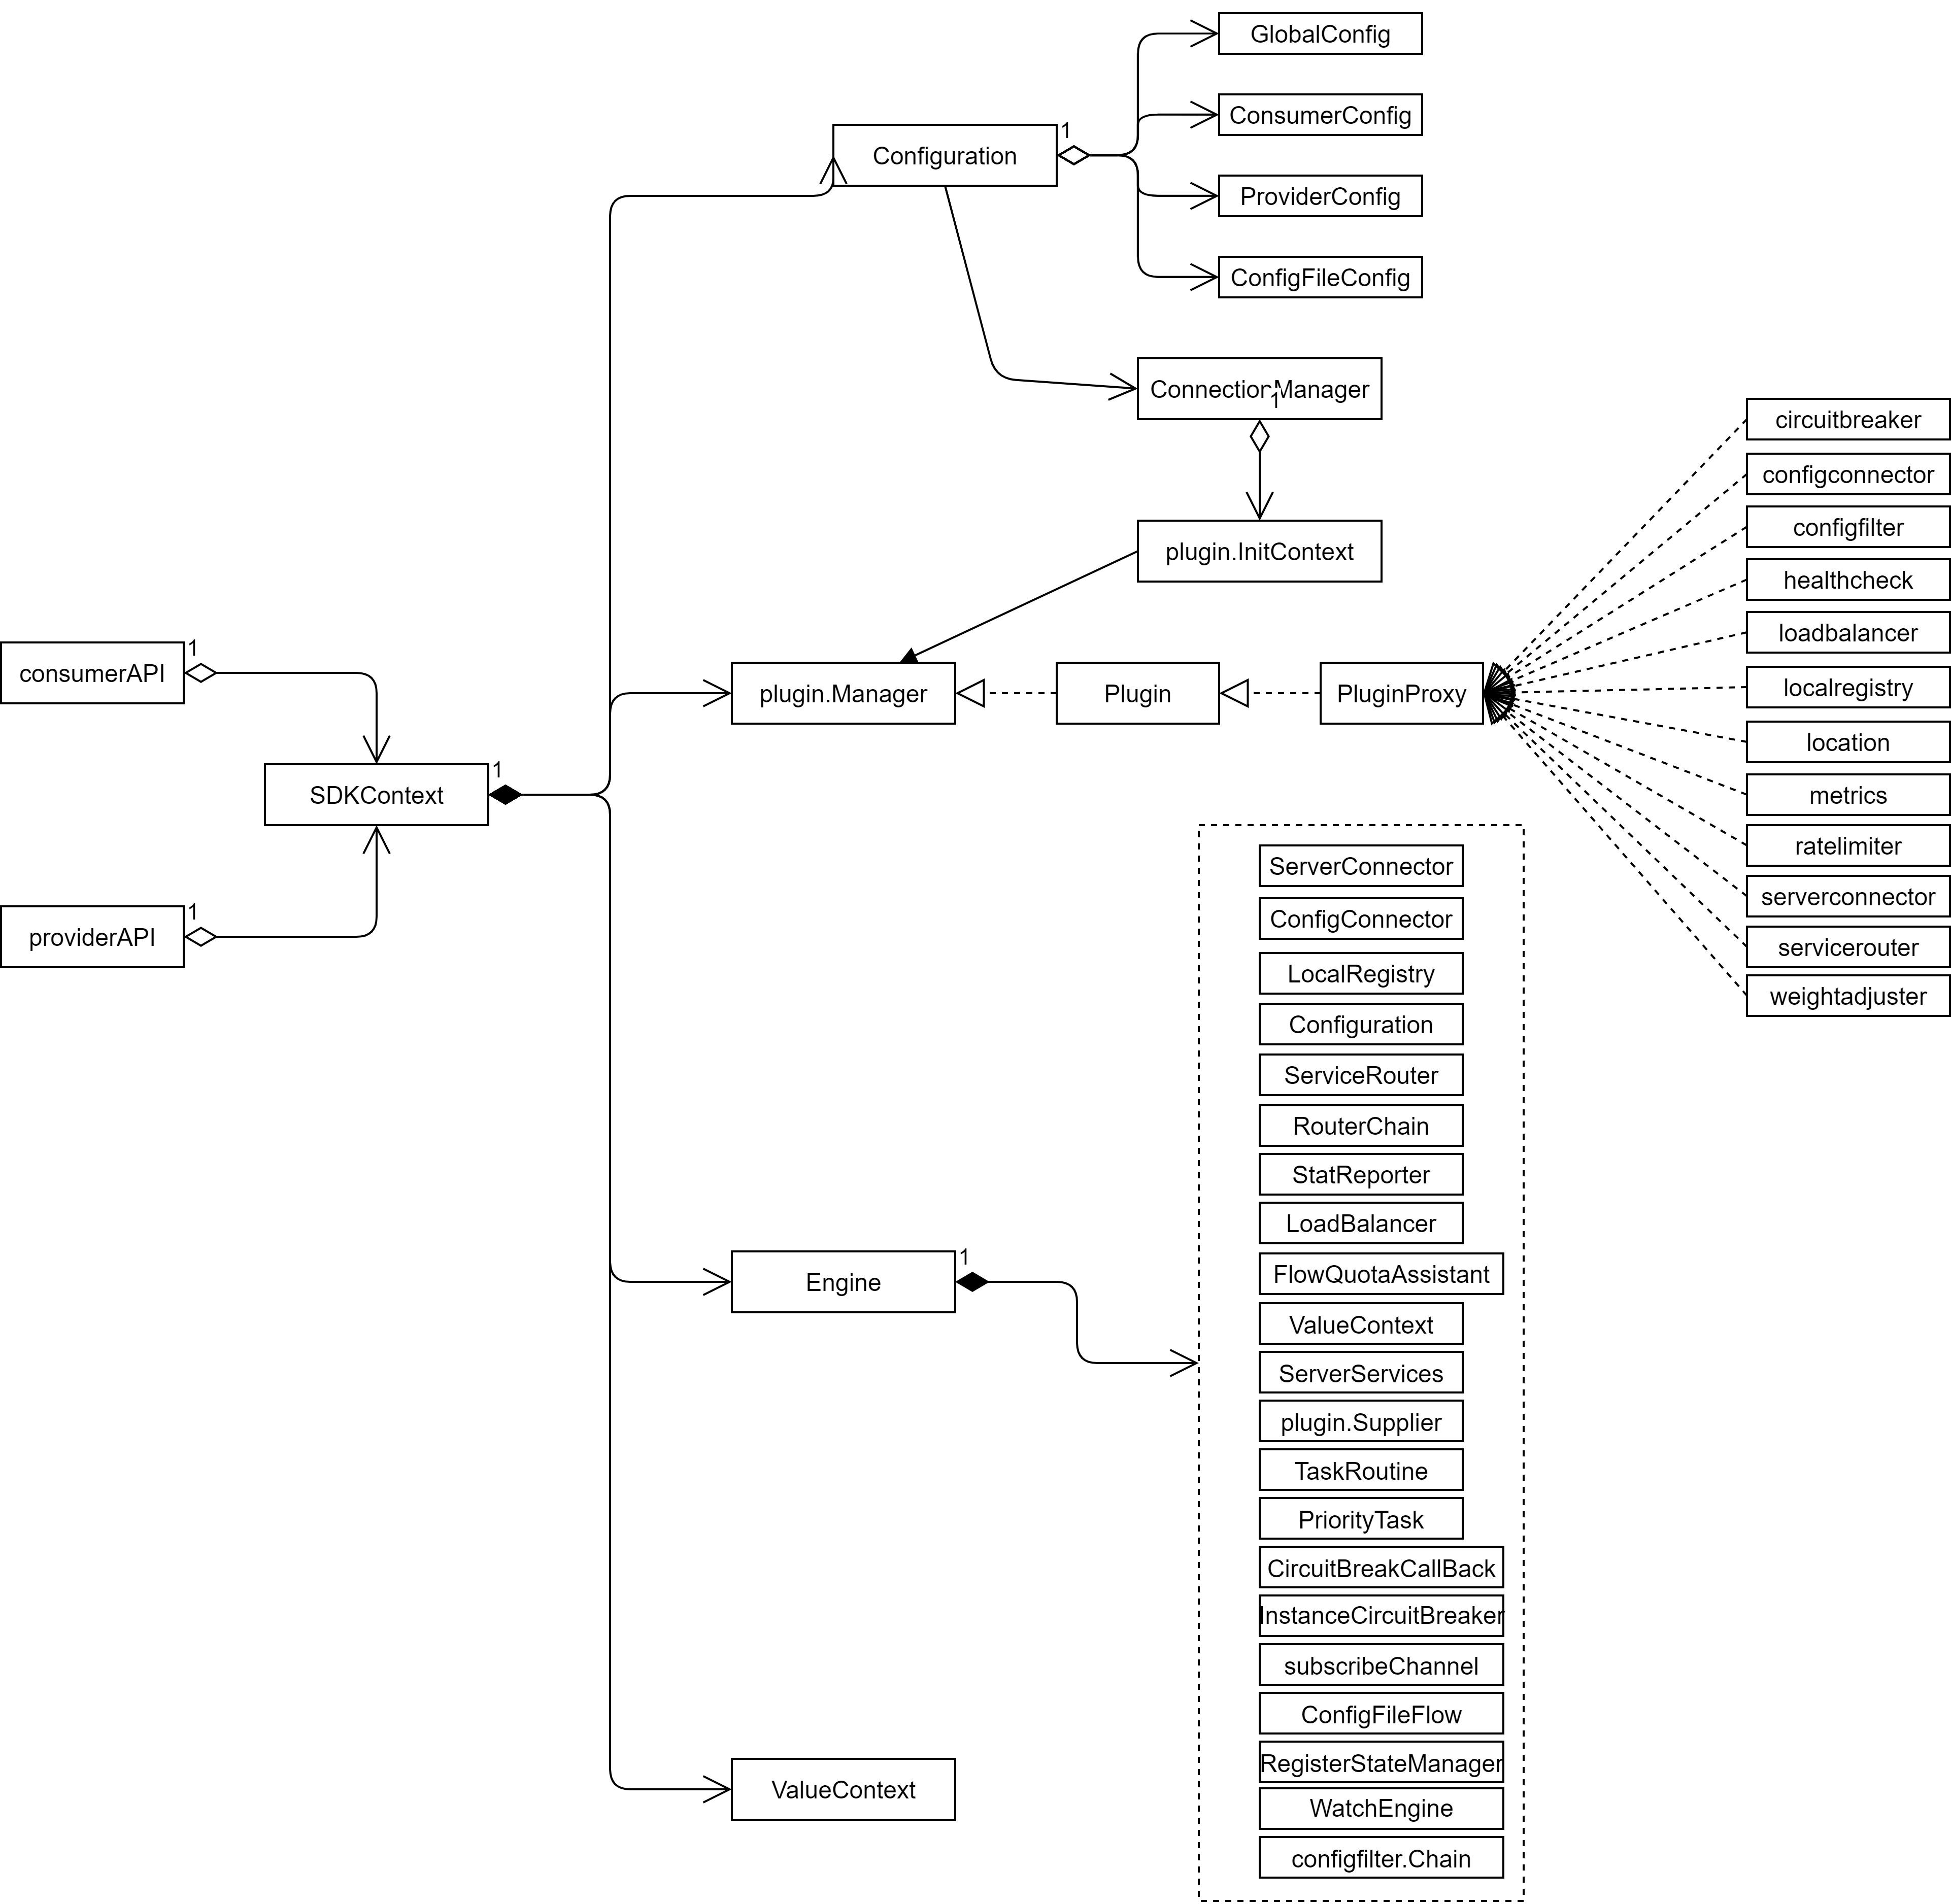 GlobalConfig
ConsumerConfig
1
Configuration
ProviderConfig
ConfigFileConfig
ConnectionManager
1
plugin.InitContext
circuitbreaker
configconnector
configfilter
healthcheck
loadbalancer
localregistry
location
metrics
ratelimiter
serverconnector
servicerouter
weightadjuster
1
consumerAPI
plugin.Manager
Plugin
PluginProxy
1
SDKContext
1
providerAPI
ServerConnector
ConfigConnector
LocalRegistry
Configuration
ServiceRouter
RouterChain
StatReporter
LoadBalancer
1
Engine
FlowQuotaAssistant
ValueContext
ServerServices
plugin.Supplier
TaskRoutine
PriorityTask
CircuitBreakCallBack
InstanceCircuitBreaker
subscribeChannel
ConfigFileFlow
RegisterStateManager
ValueContext
WatchEngine
configfilter.Chain